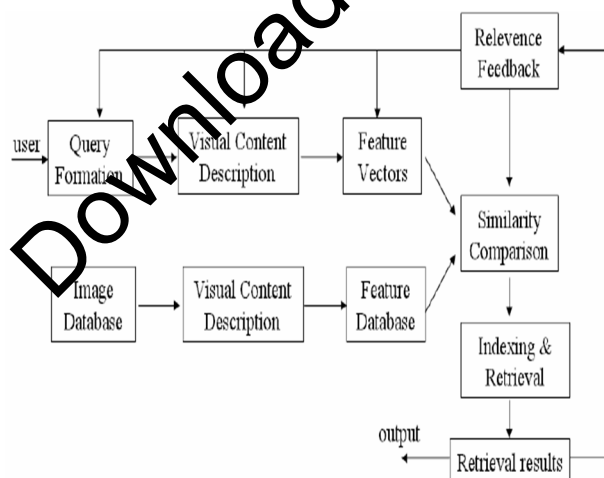 Relevence
Feedback
user
Query
Formation
Visual Content
Description
Feature
Vectors
Similarity
Comparison
Image
Database
Visual Content
Description
Feature
Database
Indexing &
Retrieval
output
Retrieval results
Download